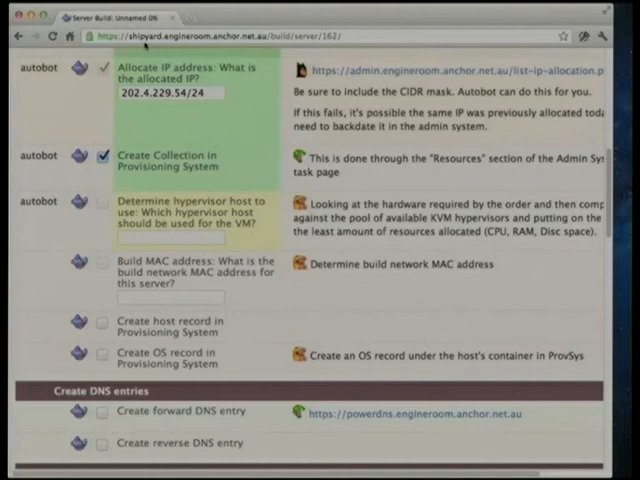 Server Build: Unnamed OS
https://shipyard.engineroom.anchor.net.au/build/server/162/
autobot
Allocate IP address: What is
the allocated IP?
202.4.229.54/24
https://admin.engineroom.anchor.net.au/list-ip-allocation.p
Be sure to include the CIDR mask. Autobot can do this for you.
If this fails, it's possible the same IP was previously allocated toda
need to backdate it in the admin system.
autobot
Create Collection in
Provisioning System
This is done through the "Resources" section of the Admin Sys
task page
autobot
Determine hypervisor host to
use: Which hypervisor host
should be used for the VM?
Looking at the hardware required by the order and then comp
against the pool of available KVM hypervisors and putting on the
the least amount of resources allocated (CPU, RAM, Disc space).
Build MAC address: What is the
build network MAC address for
this server?
Determine build network MAC address
Create host record in
Provisioning System
Create OS record in
Provisioning System
Create an OS record under the host's container in ProvSys
Create DNS entries
Create forward DNS entry
https://powerdns.engineroom.anchor.net.au
Create reverse DNS entry